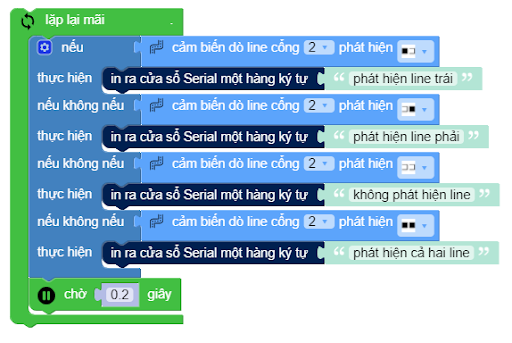 lặp lại mãi .
nếu cảm biến dò line cổng 2 phát hiện
thực hiện in ra cửa sổ Serial một hàng ký tự “ phát hiện line trái ”
nếu không nếu cảm biến dò line cổng 2 phát hiện
thực hiện in ra cửa sổ Serial một hàng ký tự “ phát hiện line phải ”
nếu không nếu cảm biến dò line cổng 2 phát hiện
thực hiện in ra cửa sổ Serial một hàng ký tự “ không phát hiện line ”
nếu không nếu cảm biến dò line cổng 2 phát hiện
thực hiện in ra cửa sổ Serial một hàng ký tự “ phát hiện cả hai line ”
chờ 0.2 giây